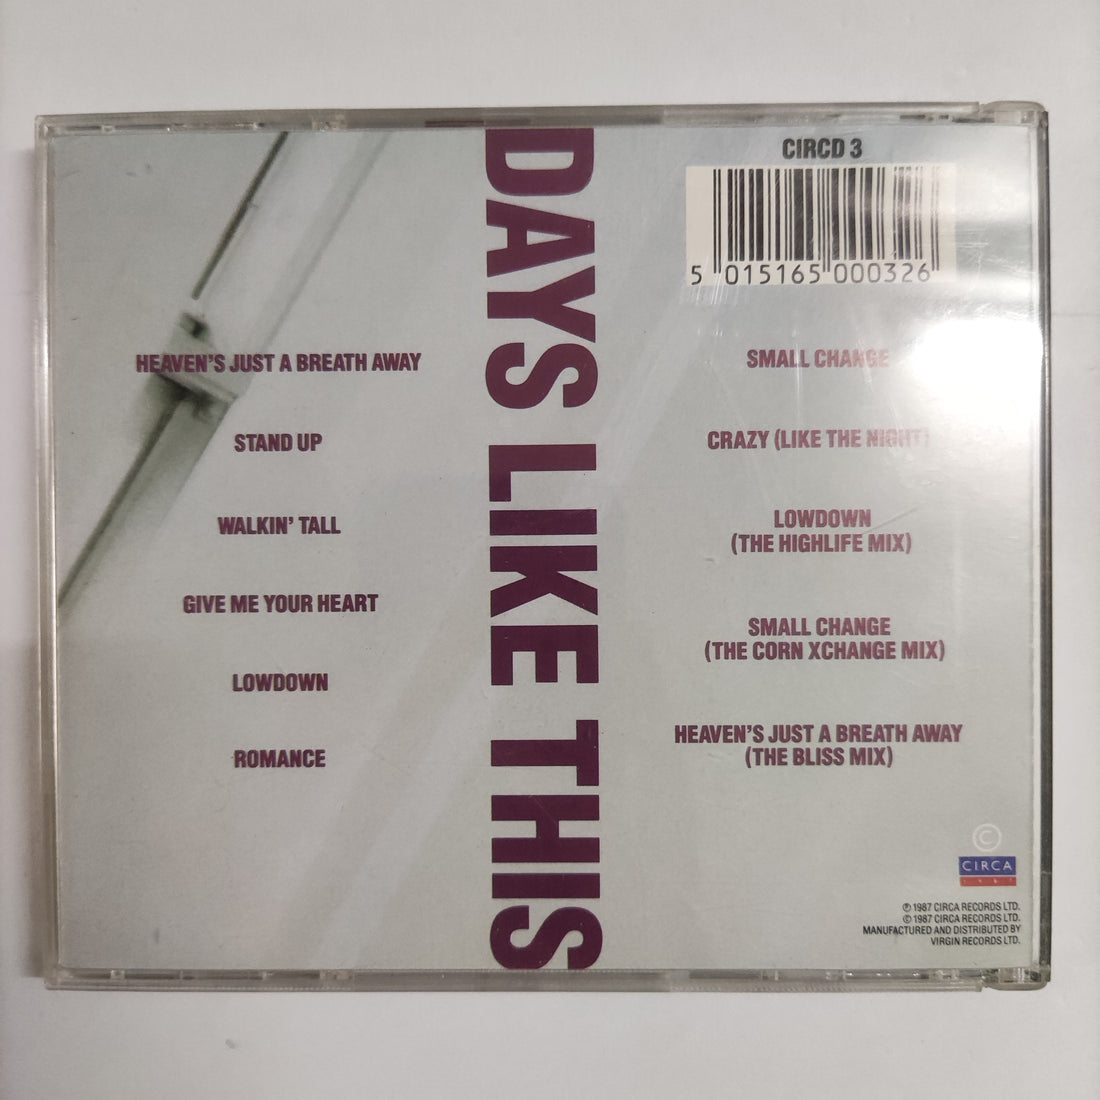 DAYS LIKE THIS
CIRCD 3
5 015165 000326
HEAVEN'S JUST A BREATH AWAY
STAND UP
WALKIN' TALL
GIVE ME YOUR HEART
LOWDOWN
ROMANCE
SMALL CHANGE
CRAZY (LIKE THE NIGHT)
LOWDOWN
(THE HIGHLIFE MIX)
SMALL CHANGE
(THE CORN XCHANGE MIX)
HEAVEN'S JUST A BREATH AWAY
(THE BLISS MIX)
©
CIRCA
℗ 1987 CIRCA RECORDS LTD.
© 1987 CIRCA RECORDS LTD.
MANUFACTURED AND DISTRIBUTED BY
VIRGIN RECORDS LTD.